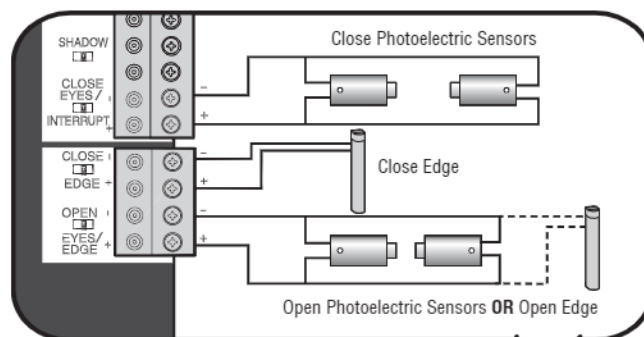 SHADOW
Close Photoelectric Sensors
CLOSE
EYES/ -
INTERRUPT +
-
+
CLOSE -
EDGE +
-
+
Close Edge
OPEN -
EYES/
EDGE +
-
+
Open Photoelectric Sensors OR Open Edge